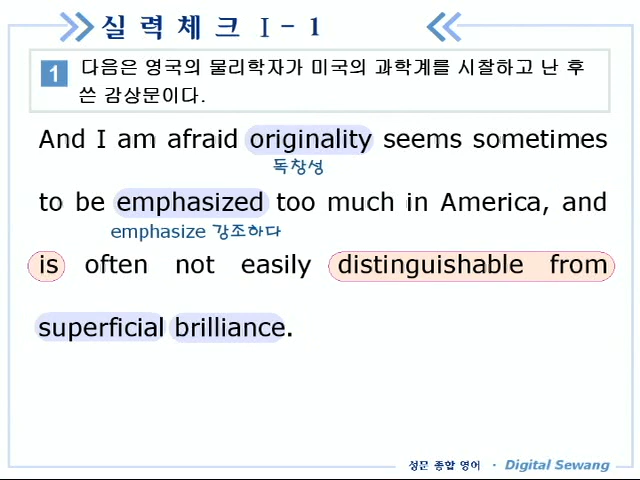 실력체크 I - 1
1 다음은 영국의 물리학자가 미국의 과학계를 시찰하고 난 후
쓴 감상문이다.
And I am afraid originality seems sometimes
독창성
to be emphasized too much in America, and
emphasize 강조하다
is often not easily distinguishable from
superficial brilliance.
성문 종합 영어 · Digital Sewang